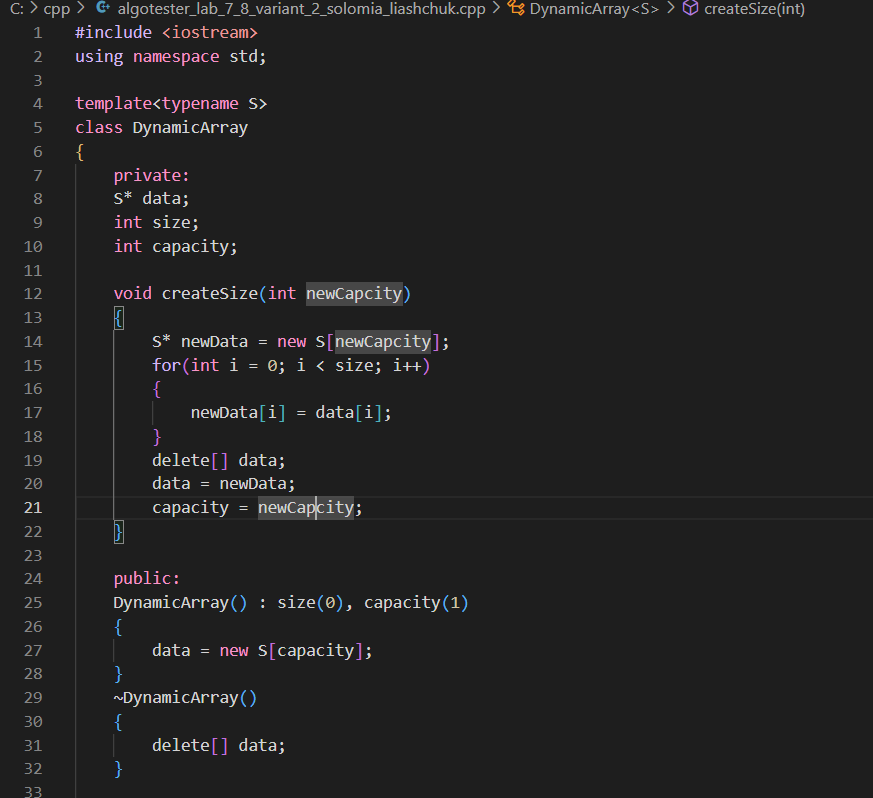 C: > cpp > algotester_lab_7_8_variant_2_solomia_liashchuk.cpp > DynamicArray<S> > createSize(int)
1 #include <iostream>
2 using namespace std;
3
4 template<typename S>
5 class DynamicArray
6 {
7 private:
8 S* data;
9 int size;
10 int capacity;
11
12 void createSize(int newCapcity)
13 {
14 S* newData = new S[newCapcity];
15 for(int i = 0; i < size; i++)
16 {
17 newData[i] = data[i];
18 }
19 delete[] data;
20 data = newData;
21 capacity = newCapcity;
22 }
23
24 public:
25 DynamicArray() : size(0), capacity(1)
26 {
27 data = new S[capacity];
28 }
29 ~DynamicArray()
30 {
31 delete[] data;
32 }
33